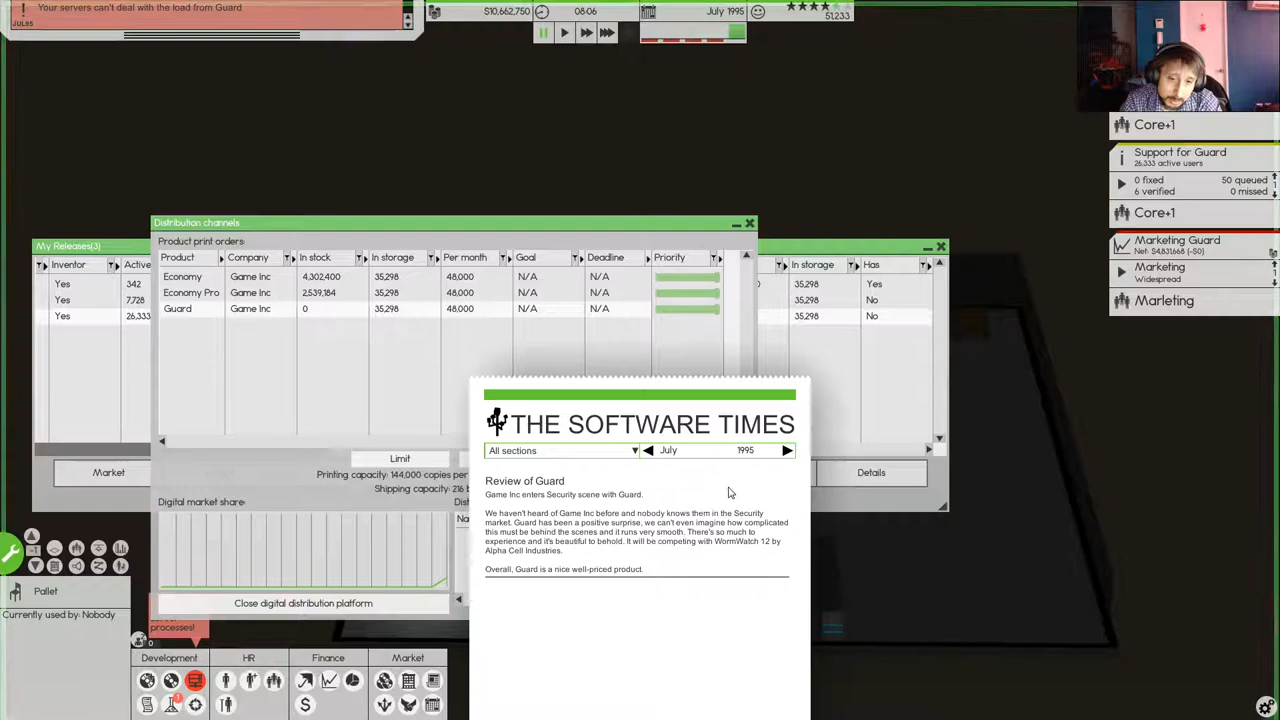 Your servers can't deal with the load from Guard
JUL95
$10,662,750
08:06
July 1995
51,233
Core+1
Support for Guard
26,333 active users
0 fixed 50 queued
6 verified 0 missed
Core+1
Marketing Guard
Net: $4,831,668 (-$0)
Marketing
Widespread
Marleting
My Releases(3)
Inventor Active
Yes 342
Yes 7,728
Yes 26,333
Market
In storage Has
35,298 Yes
35,298 No
35,298 No
Details
Distribution channels
Product print orders:
Product Company In stock In storage Per month Goal Deadline Priority
Economy Game Inc 4,302,400 35,298 48,000 N/A N/A
Economy Pro Game Inc 2,539,184 35,298 48,000 N/A N/A
Guard Game Inc 0 35,298 48,000 N/A N/A
Limit
Printing capacity: 144,000 copies per
Shipping capacity: 216 b
Digital market share:
Close digital distribution platform
THE SOFTWARE TIMES
All sections July 1995
Review of Guard
Game Inc enters Security scene with Guard.
We haven't heard of Game Inc before and nobody knows them in the Security
market. Guard has been a positive surprise, we can't even imagine how complicated
this must be behind the scenes and it runs very smooth. There's so much to
experience and it's beautiful to behold. It will be competing with WormWatch 12 by
Alpha Cell Industries.
Overall, Guard is a nice well-priced product.
-1
Pallet
Currently used by: Nobody
processes!
0
Development HR Finance Market